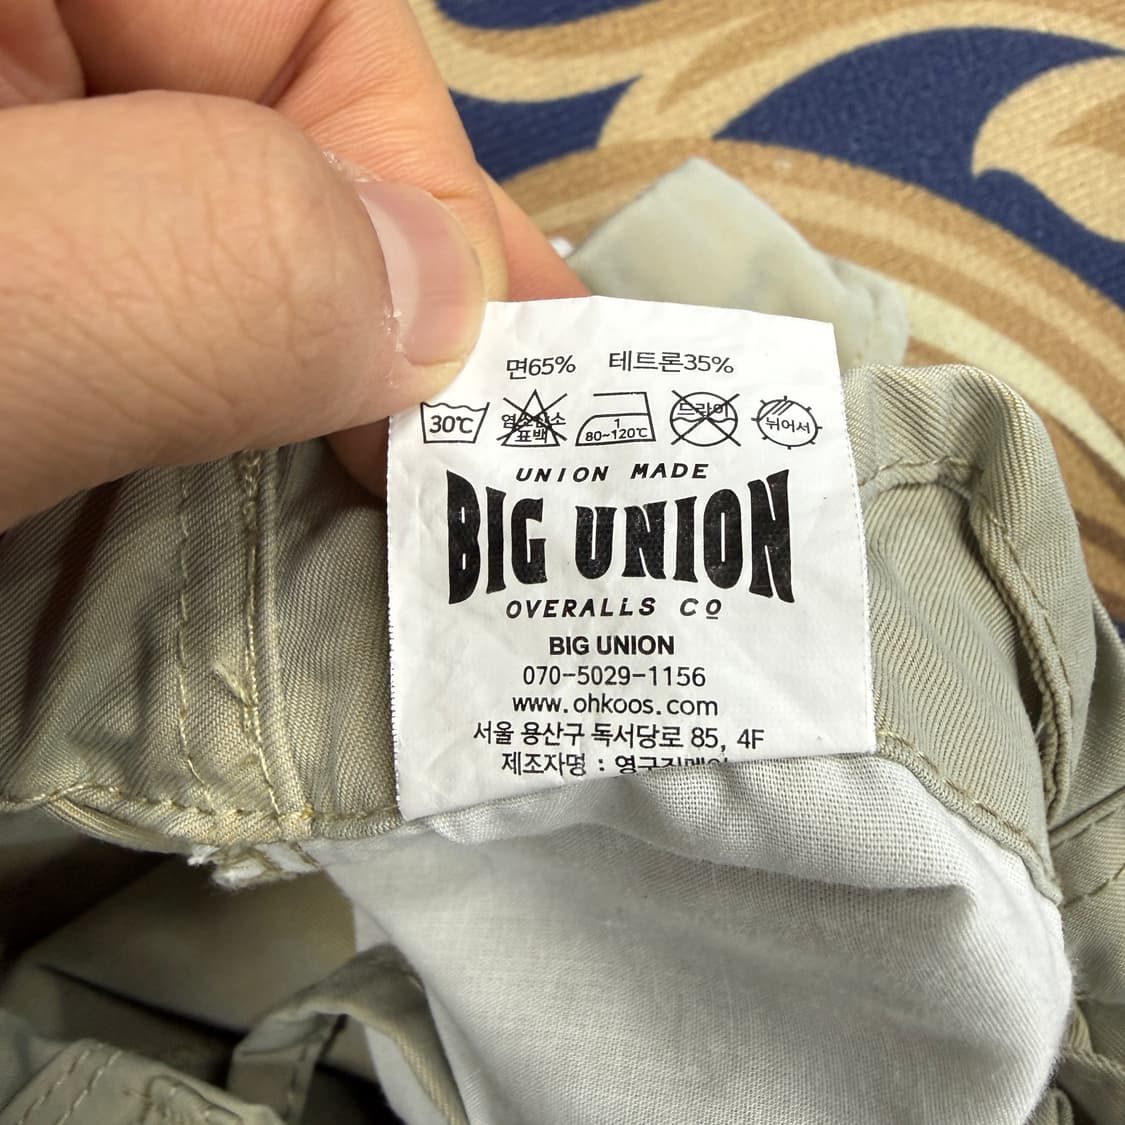 면65% 테트론35%
30℃ 염소산소 1 드라이 뉘어서
표백 80~120℃
UNION MADE
BIG UNION
OVERALLS CO
BIG UNION
070-5029-1156
www.ohkoos.com
서울 용산구 독서당로 85, 4F
제조자명 :